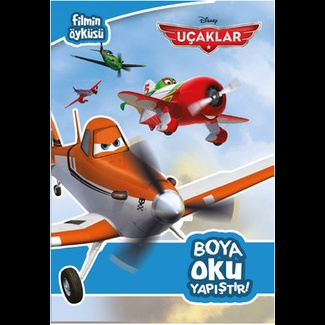 filmin
öyküsü
Disney
UÇAKLAR
BOYA
OKU
YAPIŞTIR!